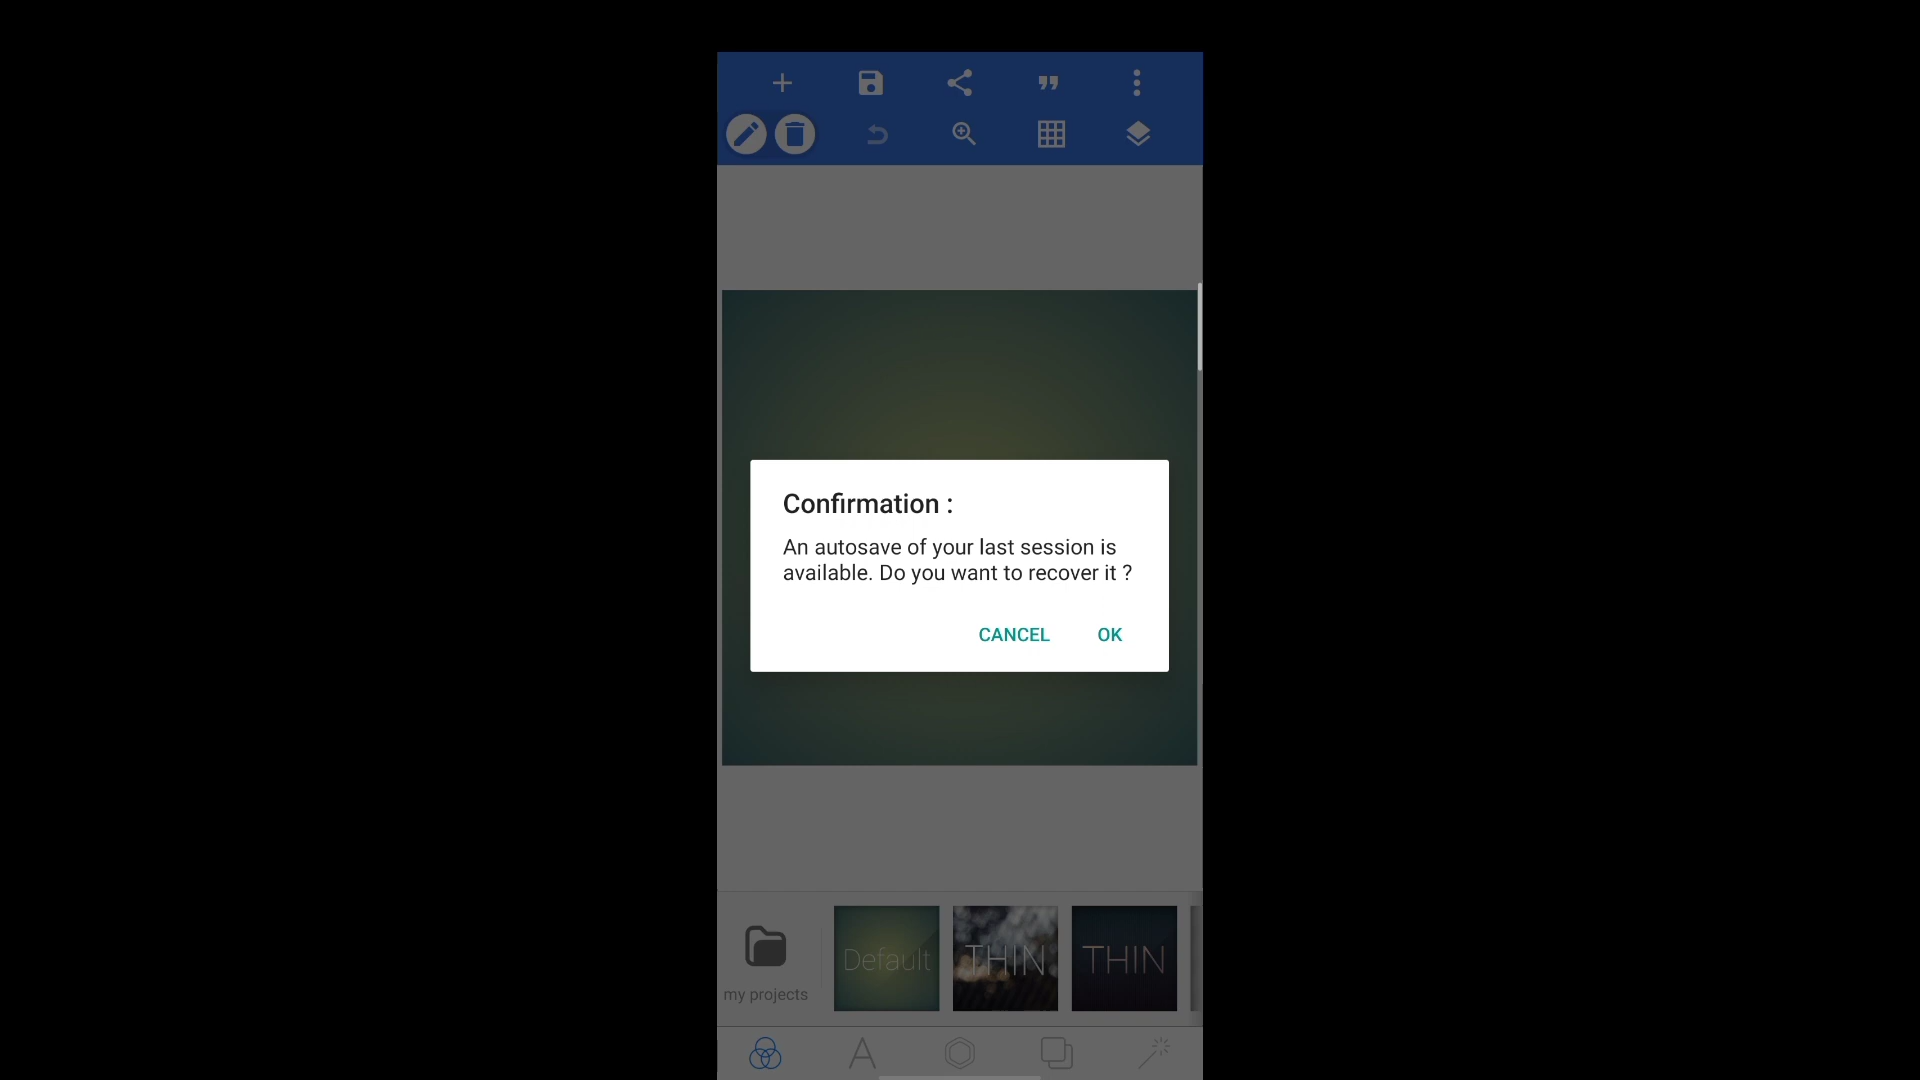 Confirmation :
An autosave of your last session is
available. Do you want to recover it ?
CANCEL OK
Default
THIN
THIN
my projects